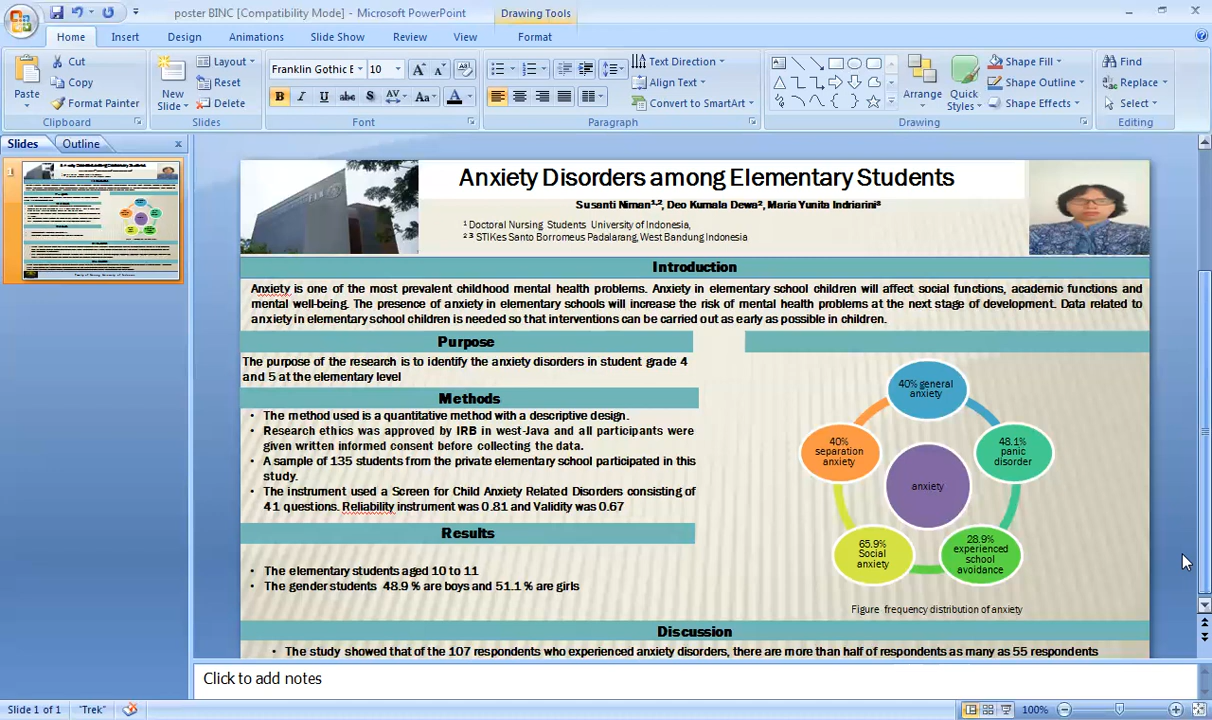 poster BINC [Compatibility Mode] - Microsoft PowerPoint
Drawing Tools
Home
Insert
Design
Animations
Slide Show
Review
View
Format
Paste
Cut
Copy
Format Painter
Clipboard
New
Slide
Layout
Reset
Delete
Slides
Franklin Gothic E
10
B I U abc S AV Aa A
Font
Text Direction
Align Text
Convert to SmartArt
Paragraph
Arrange
Quick
Styles
Shape Fill
Shape Outline
Shape Effects
Drawing
Find
Replace
Select
Editing
Slides
Outline
1
Anxiety Disorders among Elementary Students
Susanti Niman1,2, Deo Kumala Dewa2, Maria Yunita Indriarini3
1 Doctoral Nursing Students University of Indonesia,
2 3 STIKes Santo Borromeus Padalarang, West Bandung Indonesia
Introduction
Anxiety is one of the most prevalent childhood mental health problems. Anxiety in elementary school children will affect social functions, academic functions and
mental well-being. The presence of anxiety in elementary schools will increase the risk of mental health problems at the next stage of development. Data related to
anxiety in elementary school children is needed so that interventions can be carried out as early as possible in children.
Purpose
The purpose of the research is to identify the anxiety disorders in student grade 4
and 5 at the elementary level
Methods
• The method used is a quantitative method with a descriptive design.
• Research ethics was approved by IRB in west-Java and all participants were
given written informed consent before collecting the data.
• A sample of 135 students from the private elementary school participated in this
study.
• The instrument used a Screen for Child Anxiety Related Disorders consisting of
41 questions. Reliability instrument was 0.81 and Validity was 0.67
Results
• The elementary students aged 10 to 11
• The gender students 48.9 % are boys and 51.1 % are girls
40% general
anxiety
48.1%
panic
disorder
28.9%
experienced
school
avoidance
65.9%
Social
anxiety
40%
separation
anxiety
anxiety
Figure frequency distribution of anxiety
Discussion
• The study showed that of the 107 respondents who experienced anxiety disorders, there are more than half of respondents as many as 55 respondents
Click to add notes
Slide 1 of 1
"Trek"
100%